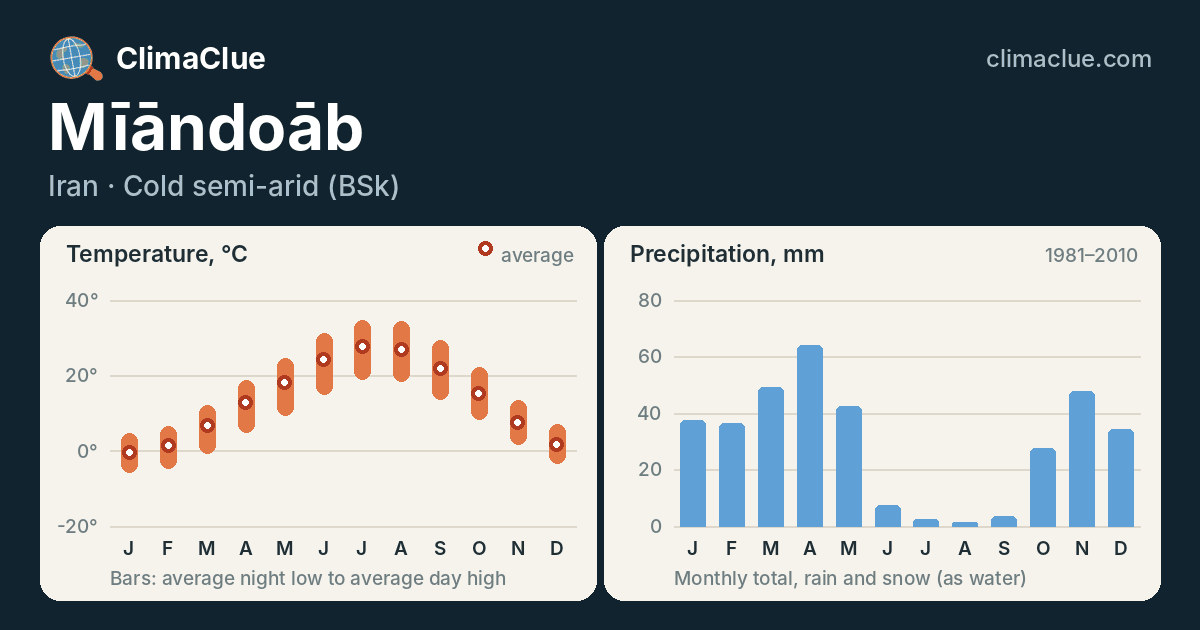 ClimaClue
climaclue.com
Mīāndoāb
Iran · Cold semi-arid (BSk)
Temperature, °C
average
40°
20°
0°
-20°
J F M A M J J A S O N D
Bars: average night low to average day high
Precipitation, mm
1981–2010
80
60
40
20
0
J F M A M J J A S O N D
Monthly total, rain and snow (as water)